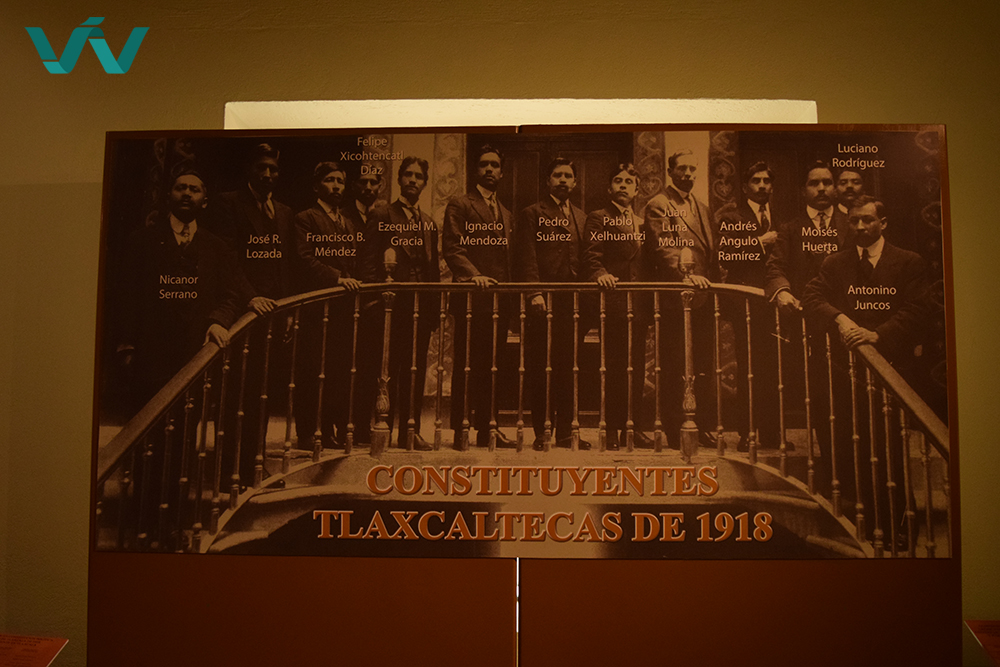 Felipe
Xicohtencatl
Díaz
Luciano
Rodríguez
José R.
Lozada
Francisco B.
Méndez
Ezequiel M.
Gracia
Ignacio
Mendoza
Pedro
Suárez
Pablo
Xelhuantzi
Juan
Luna
Molina
Andrés
Angulo
Ramírez
Moisés
Huerta
Nicanor
Serrano
Antonino
Juncos
CONSTITUYENTES
TLAXCALTECAS DE 1918